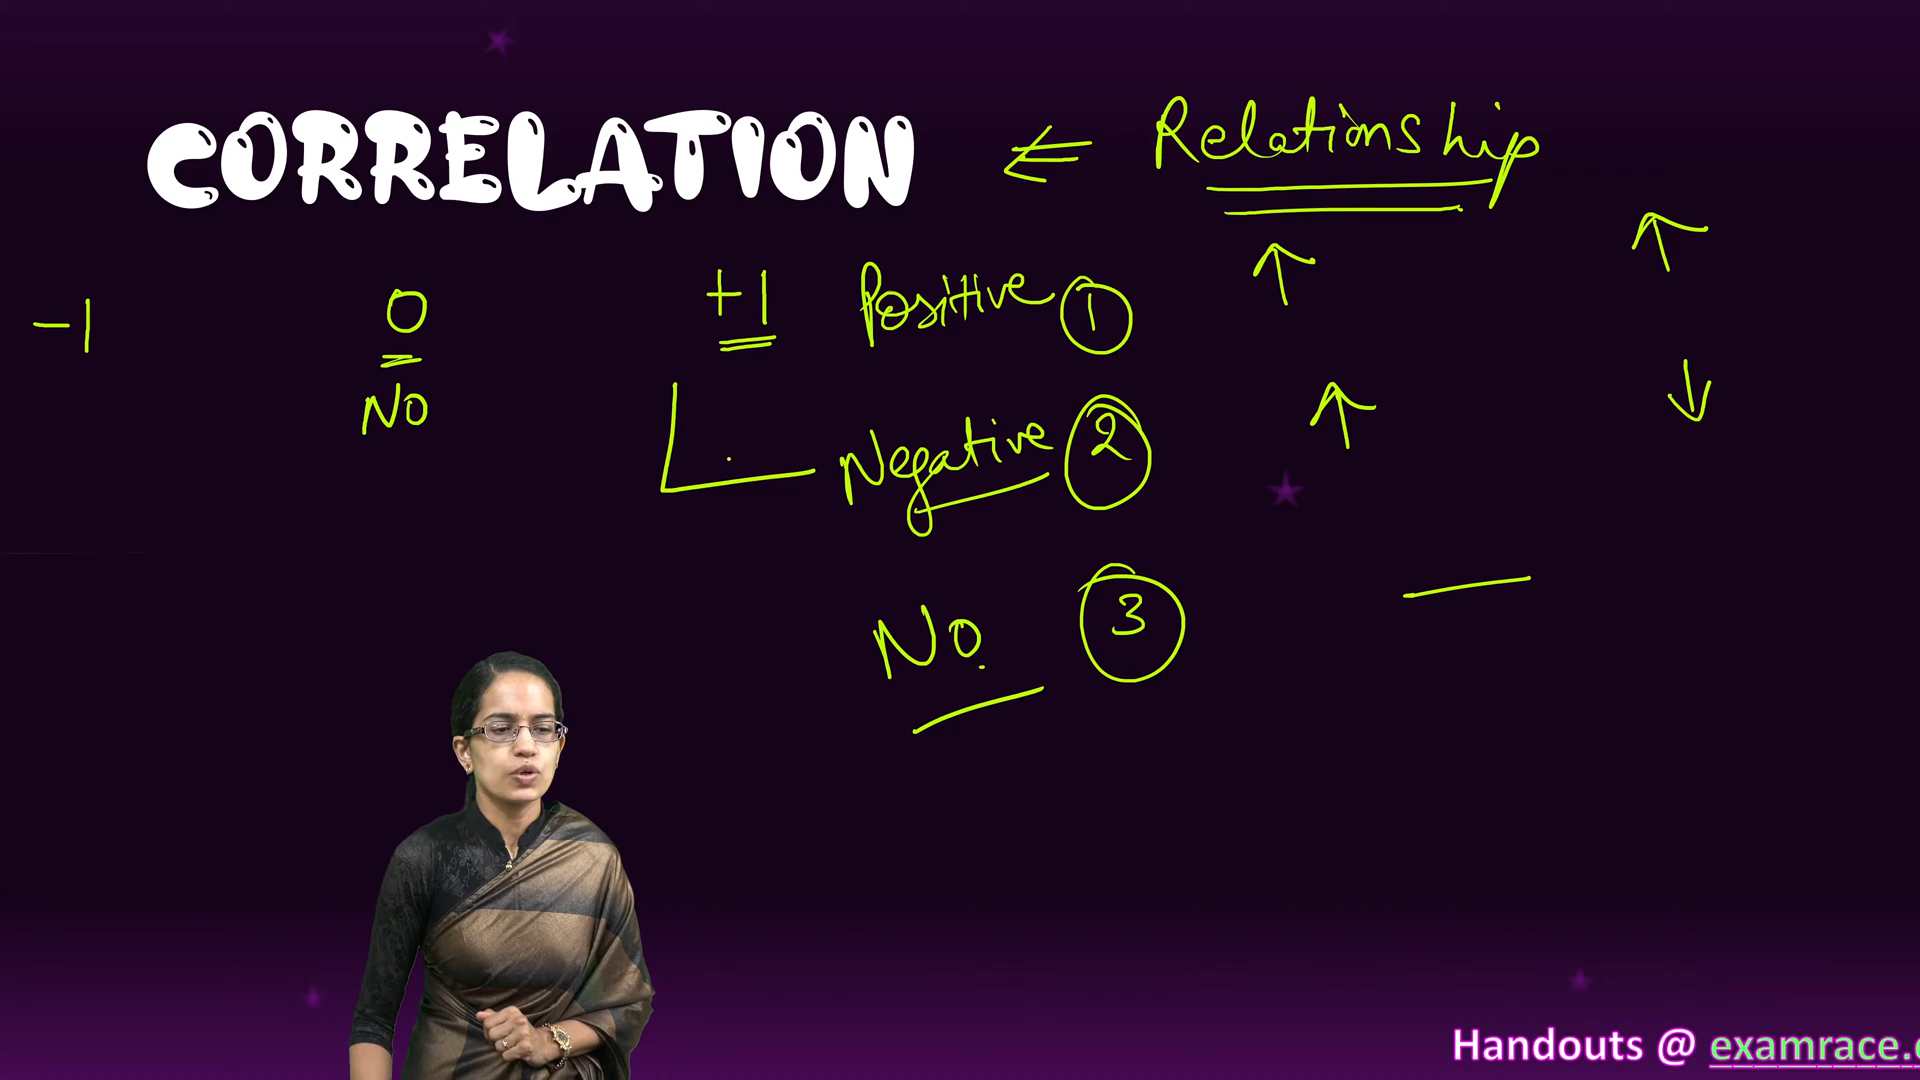 CORRELATION ⇐ Relationship
-1 0 +1 Positive 1 ↑ ↑
NO Negative 2 ↑ ↓
No 3 —
Handouts @ examrace.